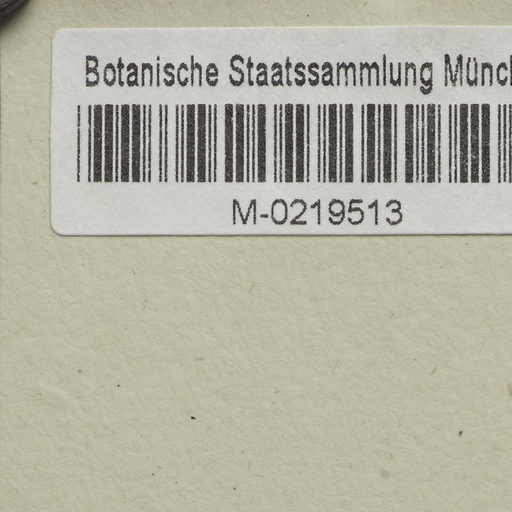 Botanische Staatssammlung Münc
M-0219513